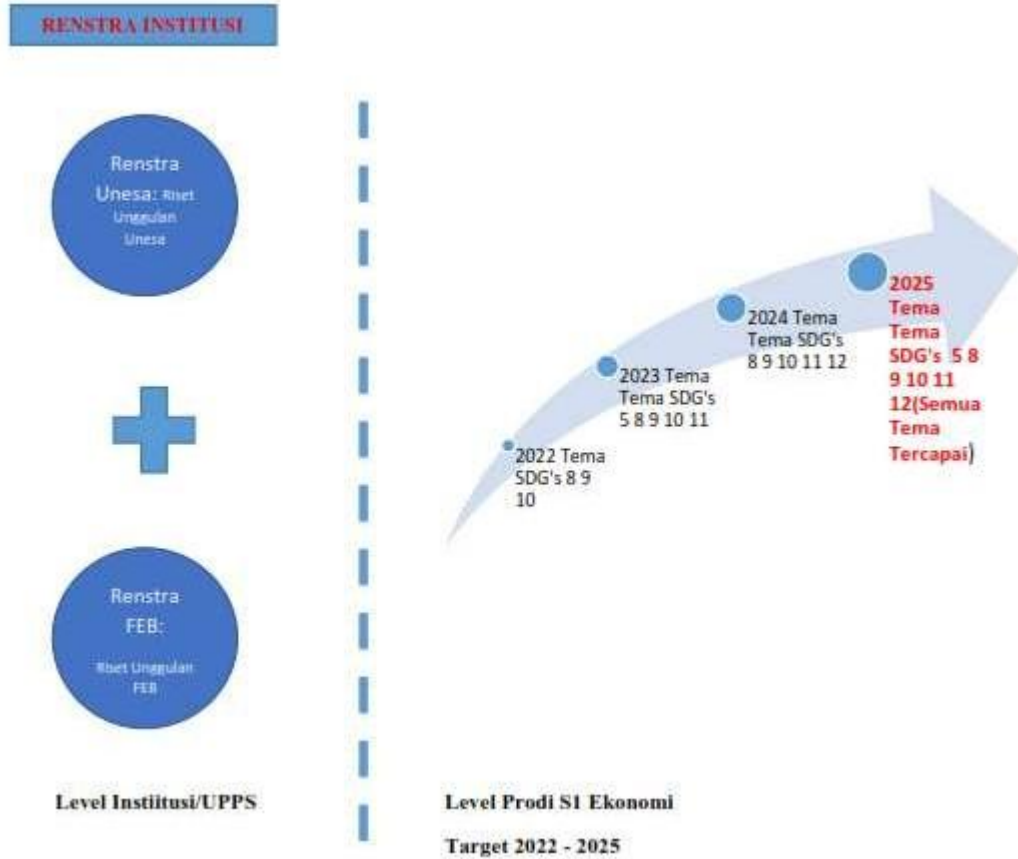 RENSTRA INSTITUSI
Renstra
Unesa: Riset
Unggulan
Unesa
Renstra
FEB:
Riset Unggulan
FEB
Level Instiitusi/UPPS
2022 Tema
SDG's 8 9
10
2023 Tema
Tema SDG's
5 8 9 10 11
2024 Tema
Tema SDG's
8 9 10 11 12
2025
Tema
Tema
SDG's 5 8
9 10 11
12(Semua
Tema
Tercapai)
Level Prodi S1 Ekonomi
Target 2022 - 2025